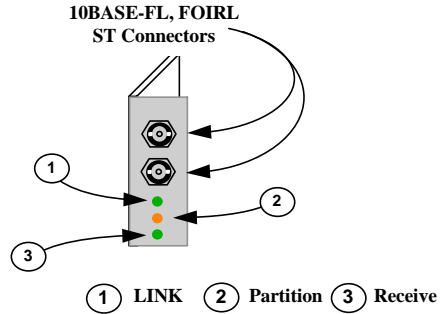 10BASE-FL, FOIRL
ST Connectors
1
2
3
1 LINK 2 Partition 3 Receive